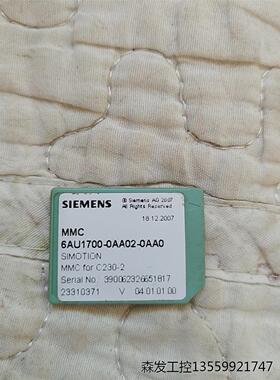 SIEMENS
© Siemens AG 2007
All Rights Reserved
18.12.2007
MMC
6AU1700-0AA02-0AA0
SIMOTION
MMC for C230-2
Serial No. 390062326651817
23310371 V 04.01.01.00
森发工控13559921747